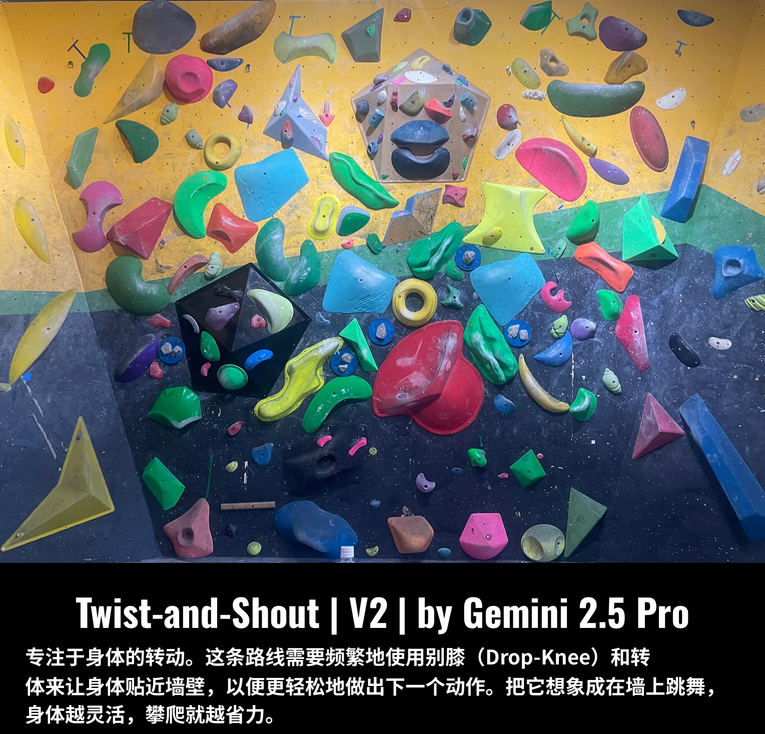 Twist-and-Shout | V2 | by Gemini 2.5 Pro
专注于身体的转动。这条路线需要频繁地使用别膝（Drop-Knee）和转
体来让身体贴近墙壁，以便更轻松地做出下一个动作。把它想象成在墙上跳舞，
身体越灵活，攀爬就越省力。